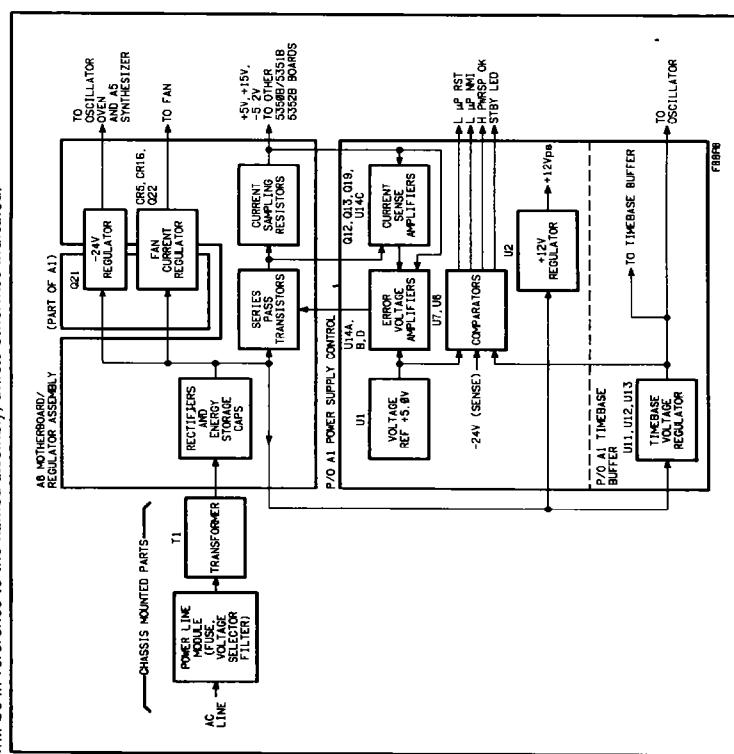 A8 MOTHERBOARD/
REGULATOR ASSEMBLY
(PART OF A1)
CHASSIS MOUNTED PARTS
AC
LINE
POWER LINE
MODULE
(FUSE,
VOLTAGE
SELECTOR
FILTER)
T1
TRANSFORMER
RECTIFIERS
AND
ENERGY
STORAGE
CAPS
Q21
-24V
REGULATOR
TO
OSCILLATOR
OVEN
AND A5
SYNTHESIZER
FAN
CURRENT
REGULATOR
CR5, CR16,
Q22
TO FAN
SERIES
PASS
TRANSISTORS
CURRENT
SAMPLING
RESISTORS
+5V, +15V,
-5 2V
TO OTHER
5350B/5351B
5352B BOARDS
P/O A1 POWER SUPPLY CONTROL
U1
VOLTAGE
REF +5.0V
U14A,
B,D
ERROR
VOLTAGE
AMPLIFIERS
Q12, Q13, Q19,
U14C
CURRENT
SENSE
AMPLIFIERS
U7, U8
COMPARATORS
-24V (SENSE)
L µP RST
L µP NMI
H PWRSP OK
STBY LED
U2
+12V
REGULATOR
+12Vps
P/O A1 TIMEBASE
BUFFER
U11, U12, U13
TIMEBASE
VOLTAGE
REGULATOR
TO TIMEBASE BUFFER
TO
OSCILLATOR